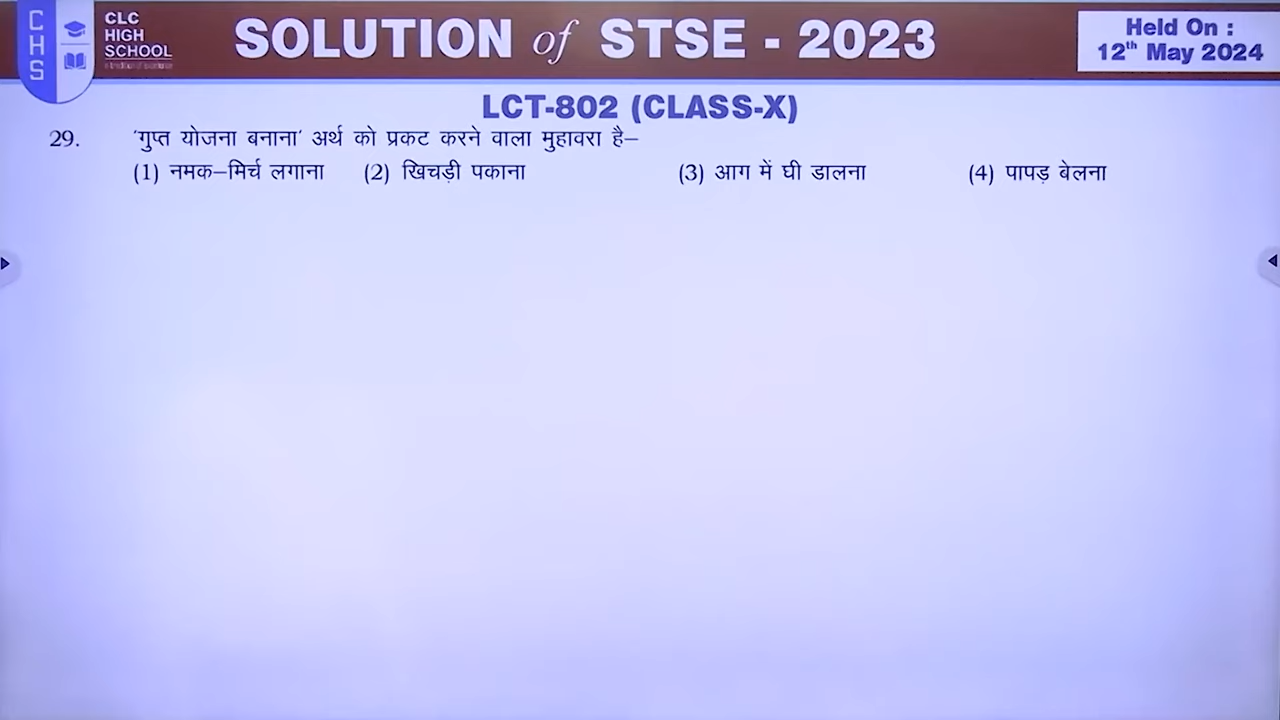 CHS
CLC
HIGH
SCHOOL
SOLUTION of STSE - 2023
Held On :
12th May 2024
LCT-802 (CLASS-X)
29. 'गुप्त योजना बनाना' अर्थ को प्रकट करने वाला मुहावरा है–
(1) नमक–मिर्च लगाना (2) खिचड़ी पकाना (3) आग में घी डालना (4) पापड़ बेलना